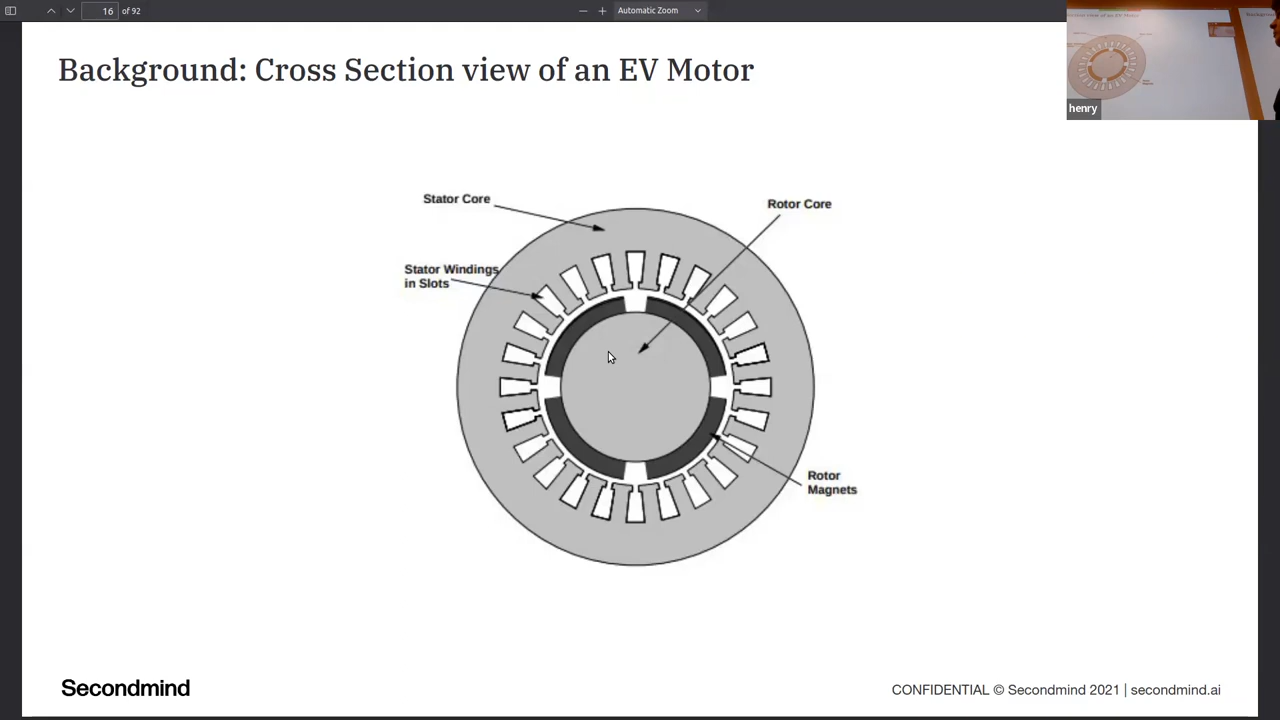 16 of 92
Automatic Zoom
Background: Cross Section view of an EV Motor
henry
Stator Core
Rotor Core
Stator Windings
in Slots
Rotor
Magnets
Secondmind
CONFIDENTIAL © Secondmind 2021 | secondmind.ai